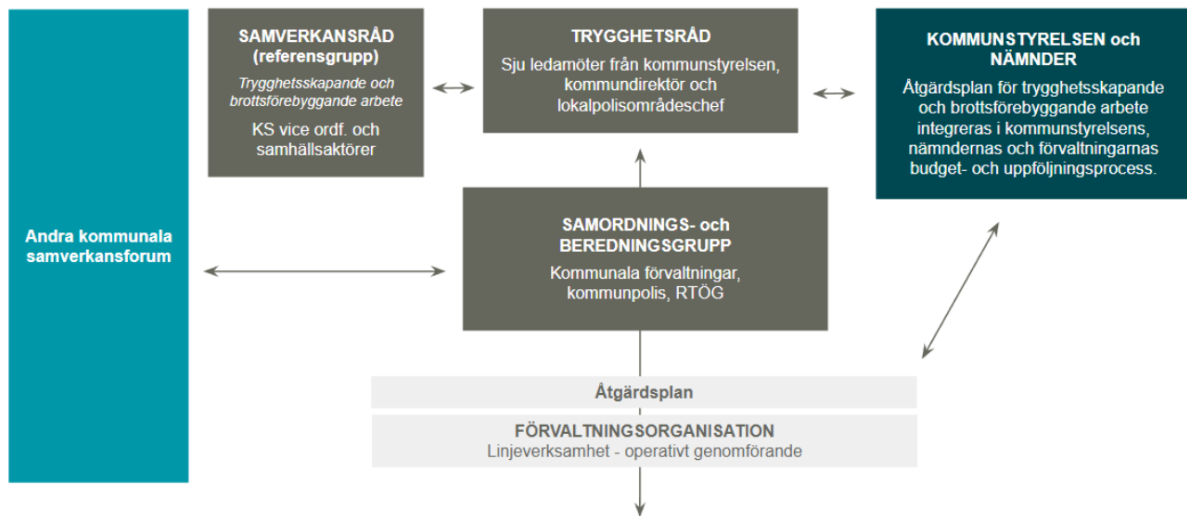 Andra kommunala
samverkansforum
SAMVERKANSRÅD
(referensgrupp)
Trygghetsskapande och
brottsförebyggande arbete
KS vice ordf. och
samhällsaktörer
TRYGGHETSRÅD
Sju ledamöter från kommunstyrelsen,
kommundirektör och
lokalpolisområdeschef
KOMMUNSTYRELSEN och
NÄMNDER
Åtgärdsplan för trygghetsskapande
och brottsförebyggande arbete
integreras i kommunstyrelsens,
nämndernas och förvaltningarnas
budget- och uppföljningsprocess.
SAMORDNINGS- och
BEREDNINGSGRUPP
Kommunala förvaltningar,
kommunpolis, RTÖG
Åtgärdsplan
FÖRVALTNINGSORGANISATION
Linjeverksamhet - operativt genomförande